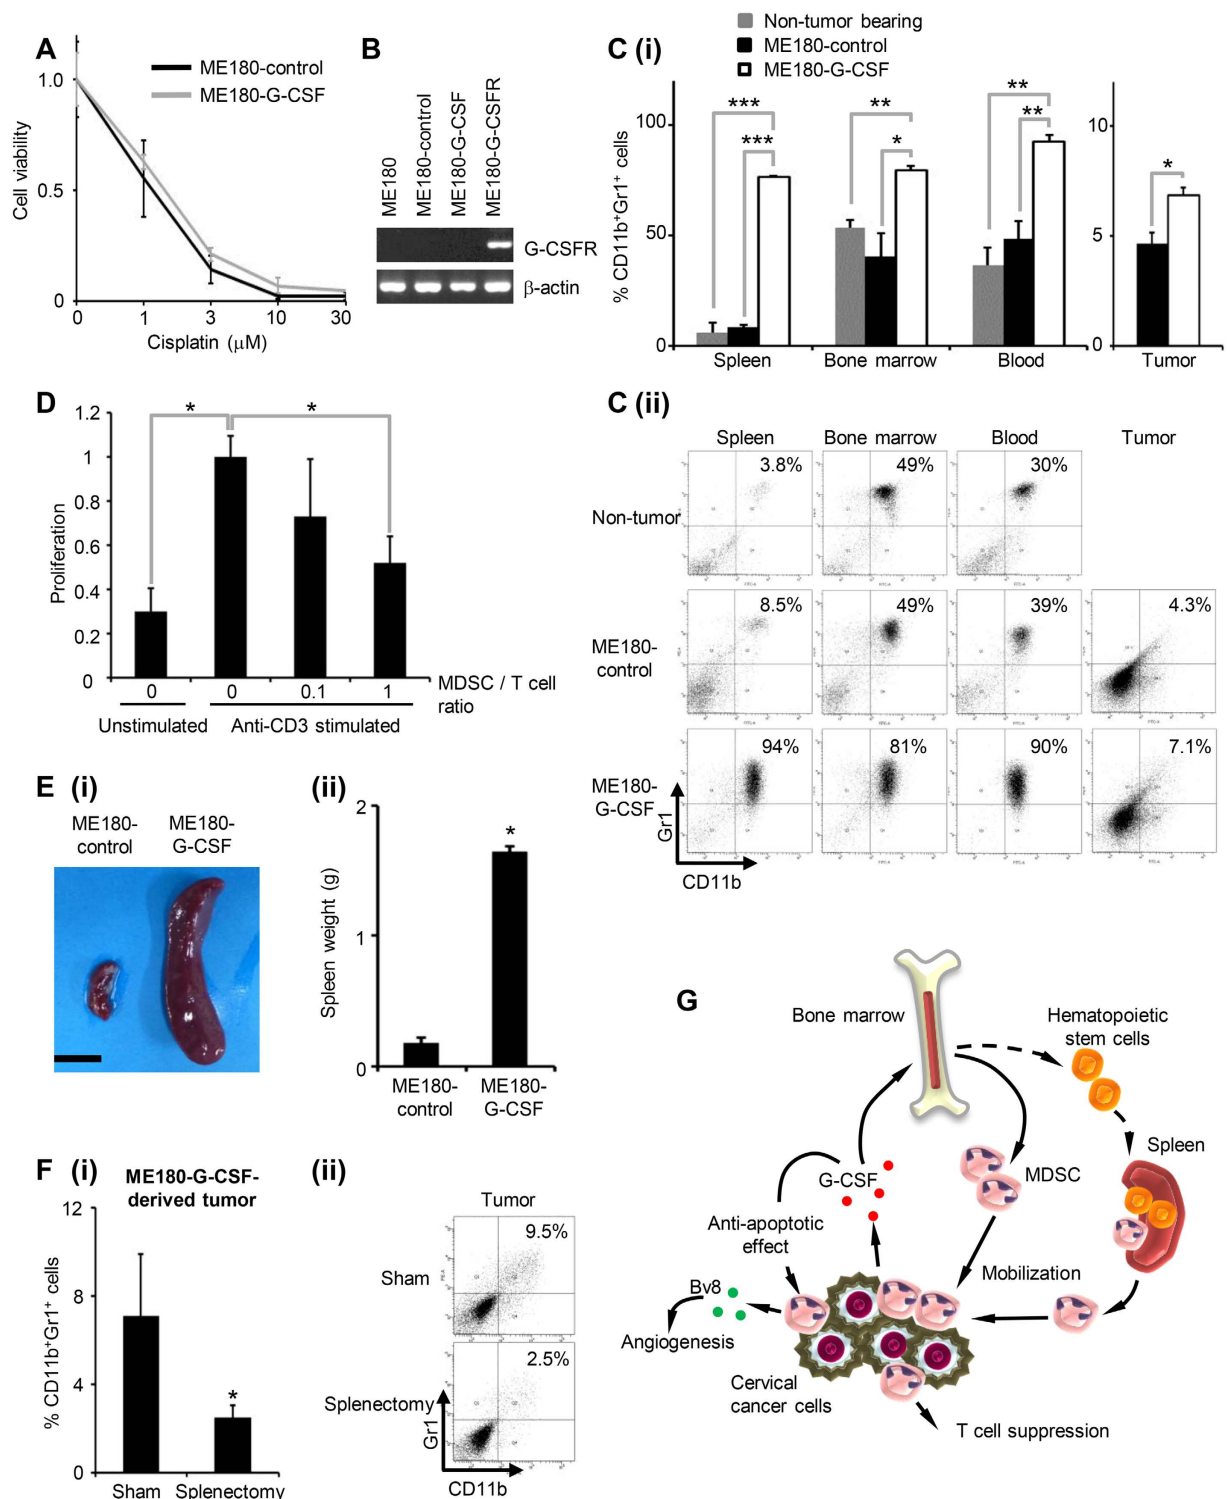 A
ME180-control
ME180-G-CSF
1.0
0.5
0
Cell viability
0 1 3 10 30
Cisplatin (μM)
B
ME180
ME180-control
ME180-G-CSF
ME180-G-CSFR
G-CSFR
β-actin
C (i)
Non-tumor bearing
ME180-control
ME180-G-CSF
% CD11b+Gr1+ cells
100
50
0
*** ***
** *
** **
10
5
0
*
Spleen Bone marrow Blood Tumor
D
1.2
1
0.8
0.6
0.4
0.2
0
Proliferation
* *
0 0 0.1 1
MDSC / T cell
ratio
Unstimulated Anti-CD3 stimulated
C (ii)
Spleen Bone marrow Blood Tumor
Non-tumor
3.8% 49% 30%
ME180-
control
8.5% 49% 39% 4.3%
ME180-
G-CSF
94% 81% 90% 7.1%
Gr1
CD11b
E (i)
ME180-
control
ME180-
G-CSF
(ii)
2
1
0
Spleen weight (g)
*
ME180-
control
ME180-
G-CSF
F (i)
ME180-G-CSF-
derived tumor
12
8
4
0
% CD11b+Gr1+ cells
*
Sham Splenectomy
(ii)
Tumor
Sham
9.5%
Splenectomy
2.5%
Gr1
CD11b
G
Bone marrow
Hematopoietic
stem cells
Spleen
G-CSF
MDSC
Anti-apoptotic
effect
Mobilization
Bv8
Angiogenesis
Cervical
cancer cells
T cell suppression